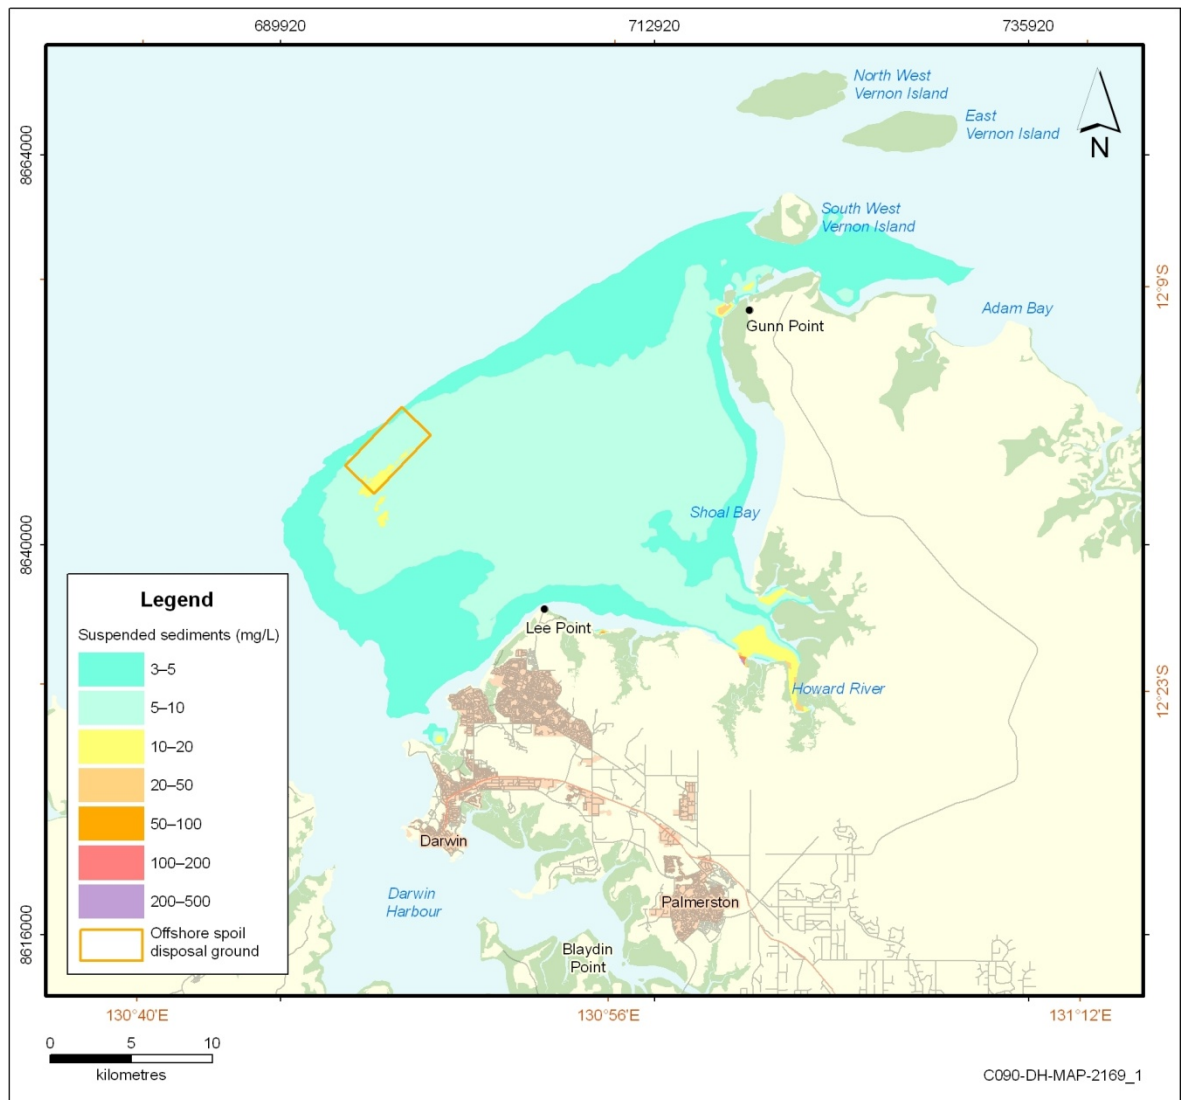 689920
712920
735920
North West
Vernon Island
East
Vernon Island
N
8664000
South West
Vernon Island
12°9'S
Adam Bay
Gunn Point
Shoal Bay
8640000
Legend
Suspended sediments (mg/L)
3–5
5–10
10–20
20–50
50–100
100–200
200–500
Offshore spoil
disposal ground
Lee Point
Howard River
12°23'S
Darwin
Darwin
Harbour
Palmerston
Blaydin
Point
8616000
130°40'E
130°56'E
131°12'E
0
5
10
kilometres
C090-DH-MAP-2169_1